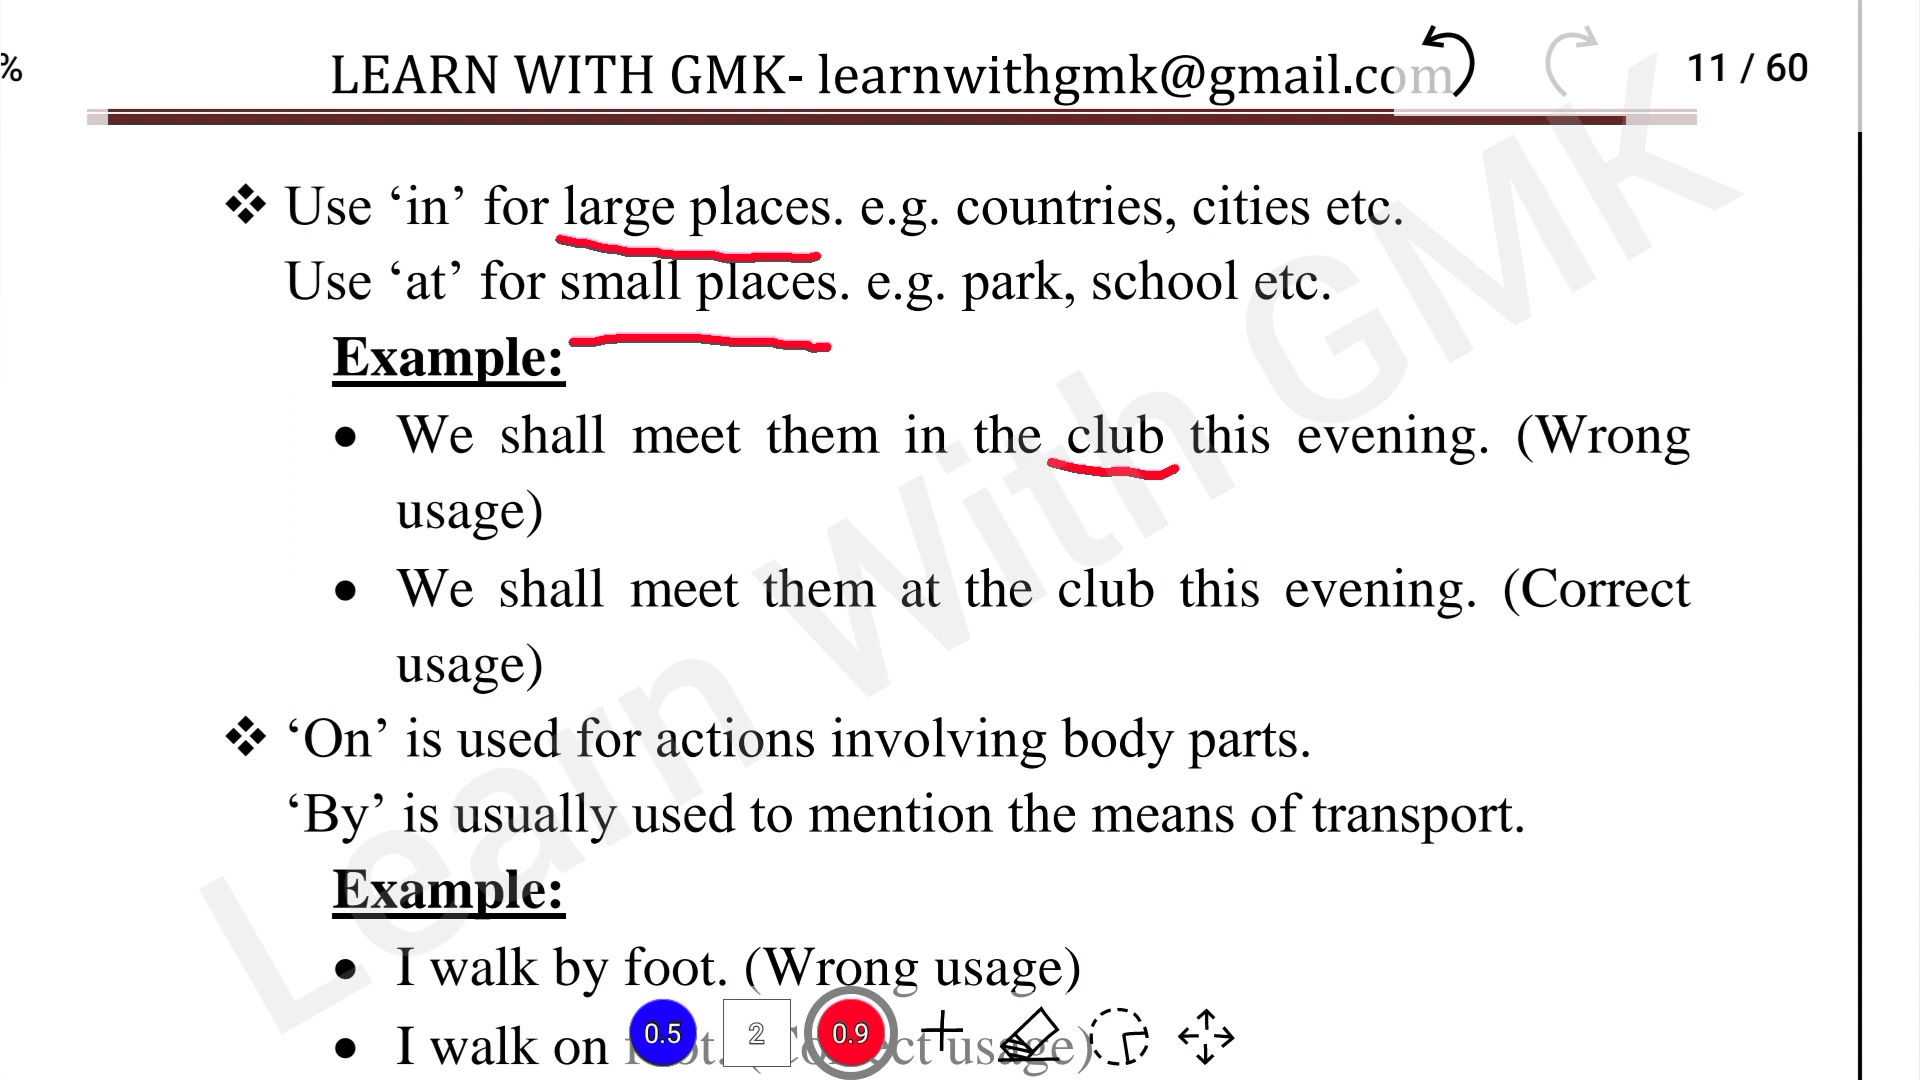 %
LEARN WITH GMK- learnwithgmk@gmail.com
11 / 60
❖ Use ‘in’ for large places. e.g. countries, cities etc.
Use ‘at’ for small places. e.g. park, school etc.
Example:
• We shall meet them in the club this evening. (Wrong
usage)
• We shall meet them at the club this evening. (Correct
usage)
❖ ‘On’ is used for actions involving body parts.
‘By’ is usually used to mention the means of transport.
Example:
• I walk by foot. (Wrong usage)
• I walk on foot. (Correct usage)
0.5
2
0.9
Learn With GMK